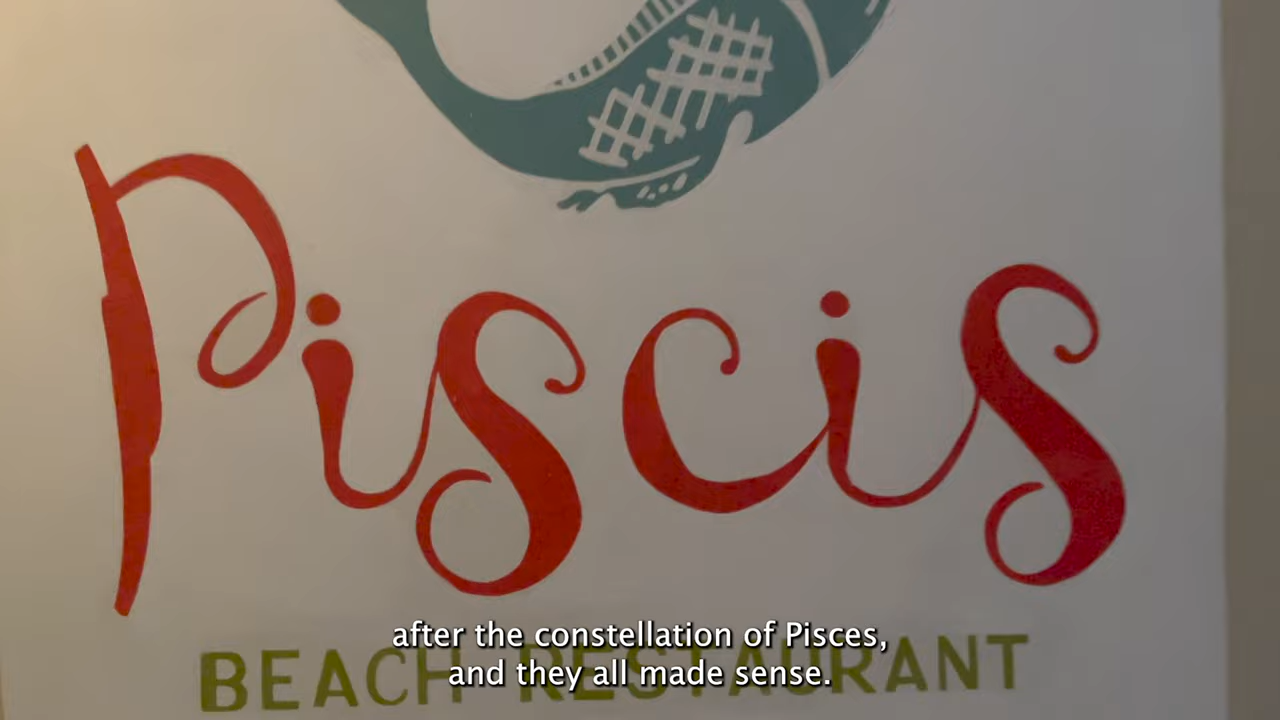 Piscis
BEACH RESTAURANT
after the constellation of Pisces,
and they all made sense.